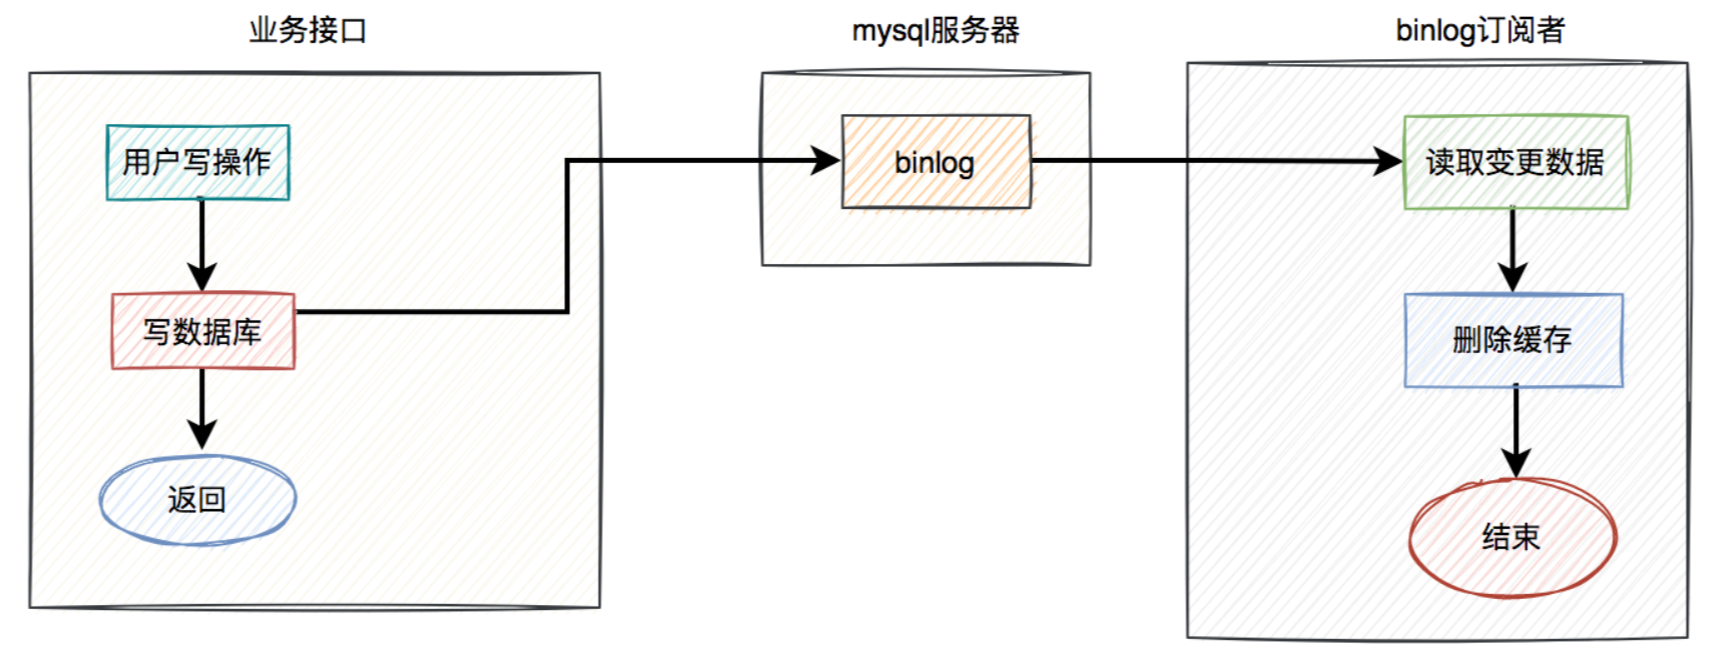 业务接口
mysql服务器
binlog订阅者
用户写操作
写数据库
返回
binlog
读取变更数据
删除缓存
结束